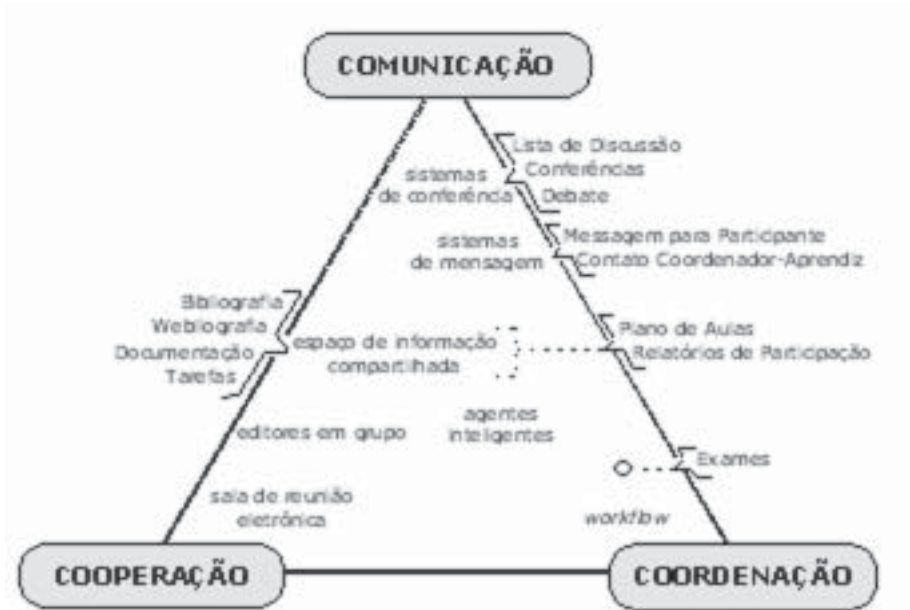 COMUNICAÇÃO
Lista de Discussão
Conferências
sistemas
de conferência
Debate
Messagem para Participante
sistemas
de mensagem
Contato Coordenador-Aprendiz
Bibliografia
Webliografia
Documentação
Tarefas
espaço de informação
compartilhada
Plano de Aulas
Relatórios de Participação
agentes
inteligentes
editores em grupo
Exames
sala de reunião
eletrônica
workflow
COOPERAÇÃO
COORDENAÇÃO